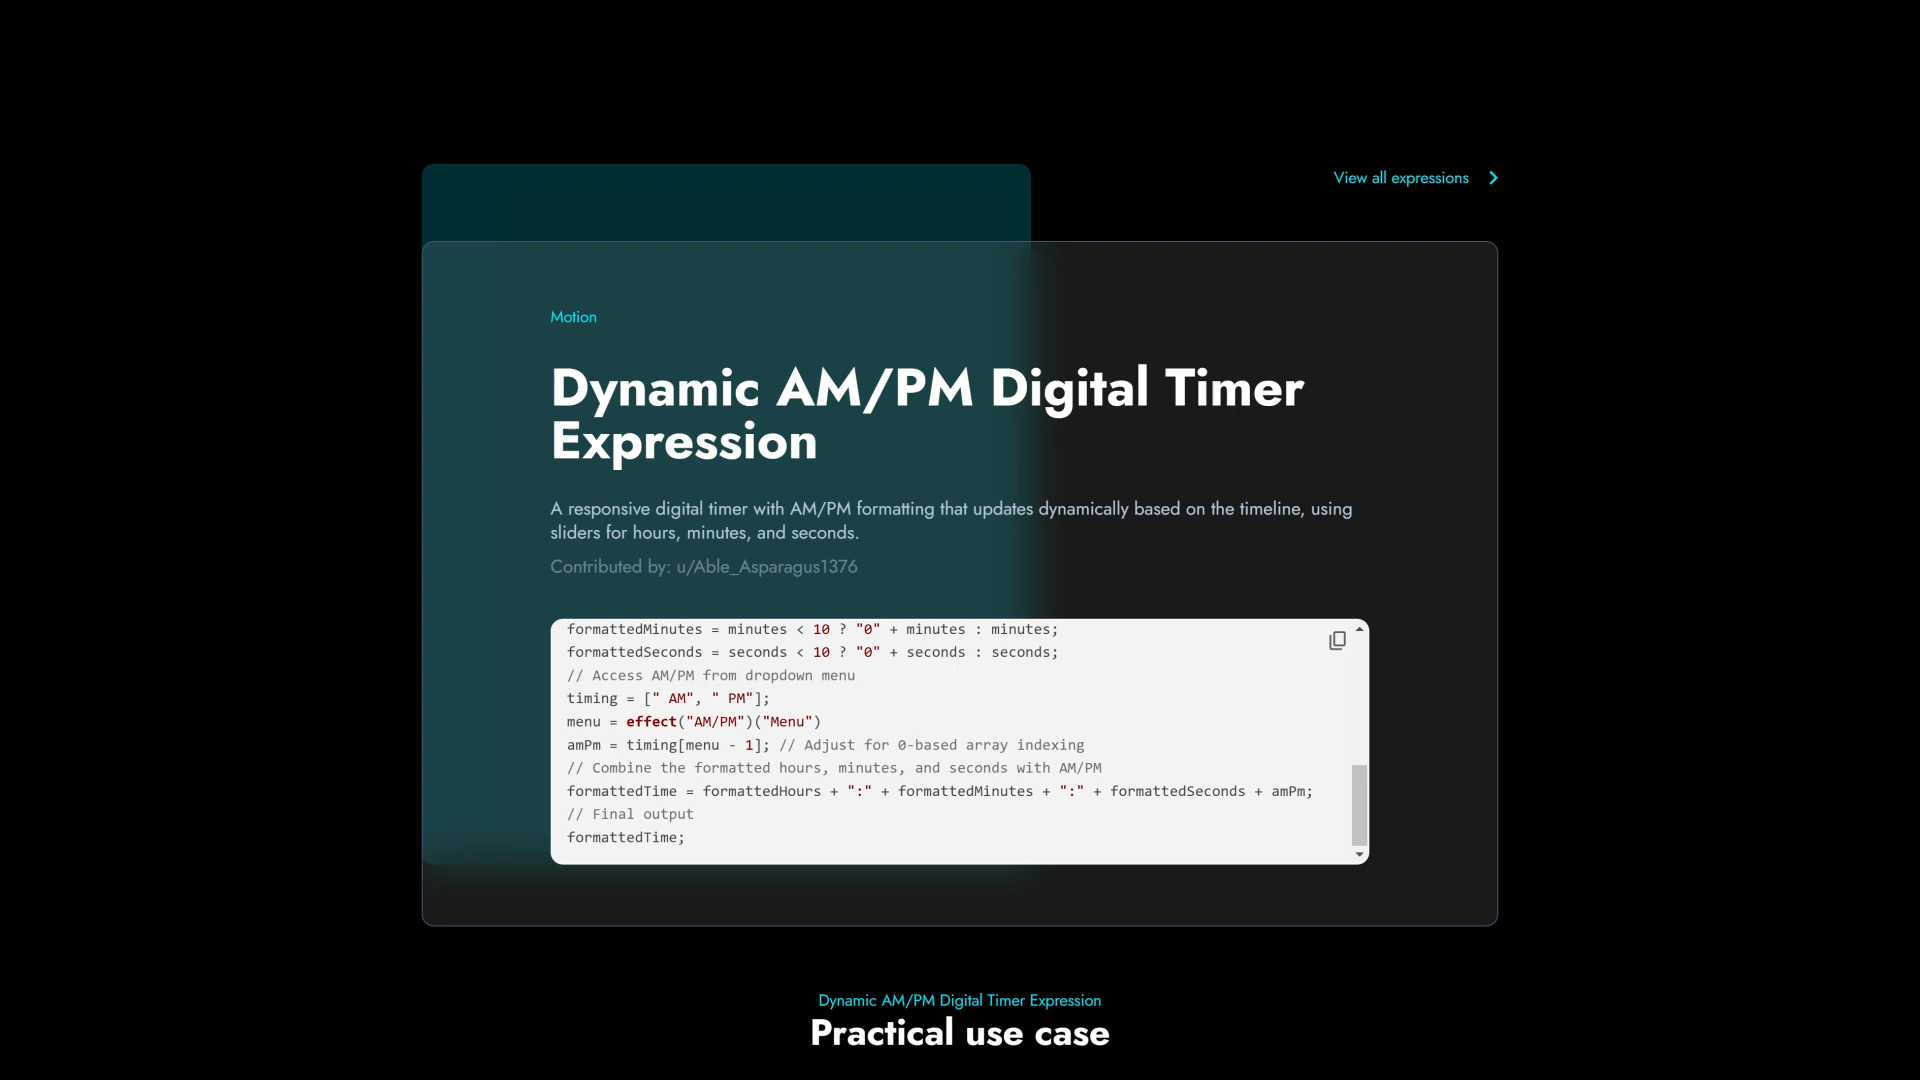 View all expressions
Motion
Dynamic AM/PM Digital Timer
Expression
A responsive digital timer with AM/PM formatting that updates dynamically based on the timeline, using
sliders for hours, minutes, and seconds.
Contributed by: u/Able_Asparagus1376
formattedMinutes = minutes < 10 ? "0" + minutes : minutes;
formattedSeconds = seconds < 10 ? "0" + seconds : seconds;
// Access AM/PM from dropdown menu
timing = [" AM", " PM"];
menu = effect("AM/PM")("Menu")
amPm = timing[menu - 1]; // Adjust for 0-based array indexing
// Combine the formatted hours, minutes, and seconds with AM/PM
formattedTime = formattedHours + ":" + formattedMinutes + ":" + formattedSeconds + amPm;
// Final output
formattedTime;
Dynamic AM/PM Digital Timer Expression
Practical use case